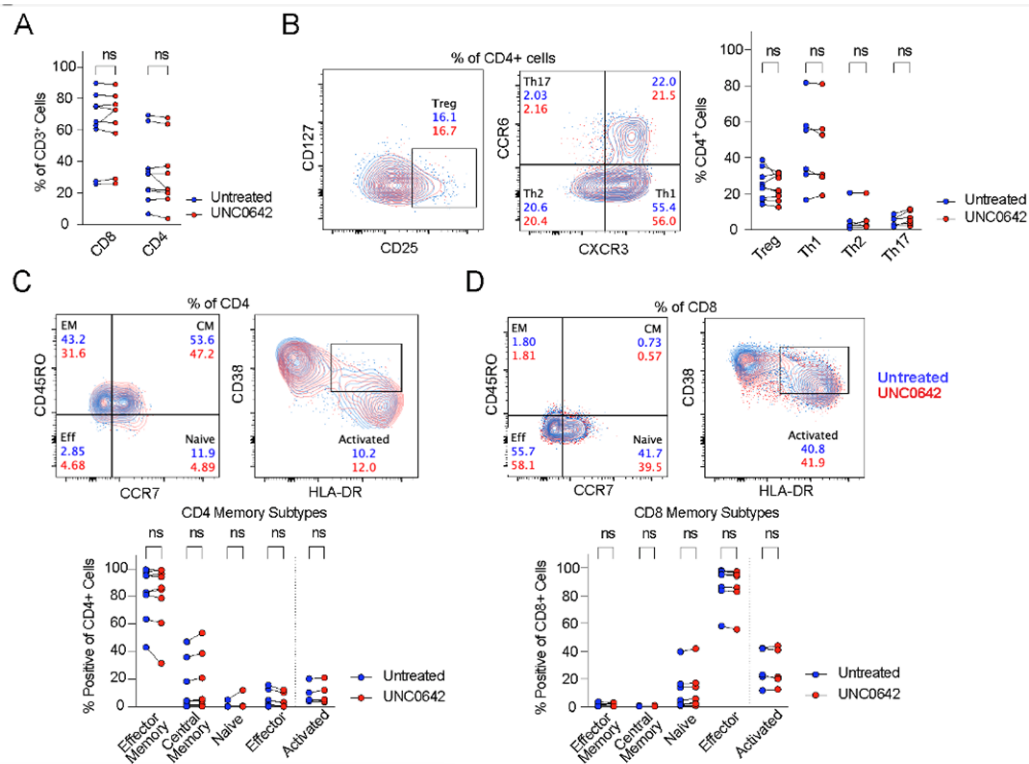 A
ns
ns
% of CD3+ Cells
100
80
60
40
20
0
CD8
CD4
Untreated
UNC0642
B
% of CD4+ cells
Treg
16.1
16.7
CD127
CD25
Th17
2.03
2.16
22.0
21.5
Th2
20.6
20.4
Th1
55.4
56.0
CCR6
CXCR3
ns
ns
ns
ns
% CD4+ Cells
100
80
60
40
20
0
Treg
Th1
Th2
Th17
Untreated
UNC0642
C
% of CD4
EM
43.2
31.6
CM
53.6
47.2
Eff
2.85
4.68
Naive
11.9
4.89
CD45RO
CCR7
CD38
Activated
10.2
12.0
HLA-DR
CD4 Memory Subtypes
ns
ns
ns
ns
ns
% Positive of CD4+ Cells
100
80
60
40
20
0
Effector
Memory
Central
Memory
Naive
Effector
Activated
Untreated
UNC0642
D
% of CD8
EM
1.80
1.81
CM
0.73
0.57
Eff
55.7
58.1
Naive
41.7
39.5
CD45RO
CCR7
CD38
Activated
40.8
41.9
HLA-DR
Untreated
UNC0642
CD8 Memory Subtypes
ns
ns
ns
ns
ns
% Positive of CD8+ Cells
100
80
60
40
20
0
Effector
Memory
Central
Memory
Naive
Effector
Activated
Untreated
UNC0642